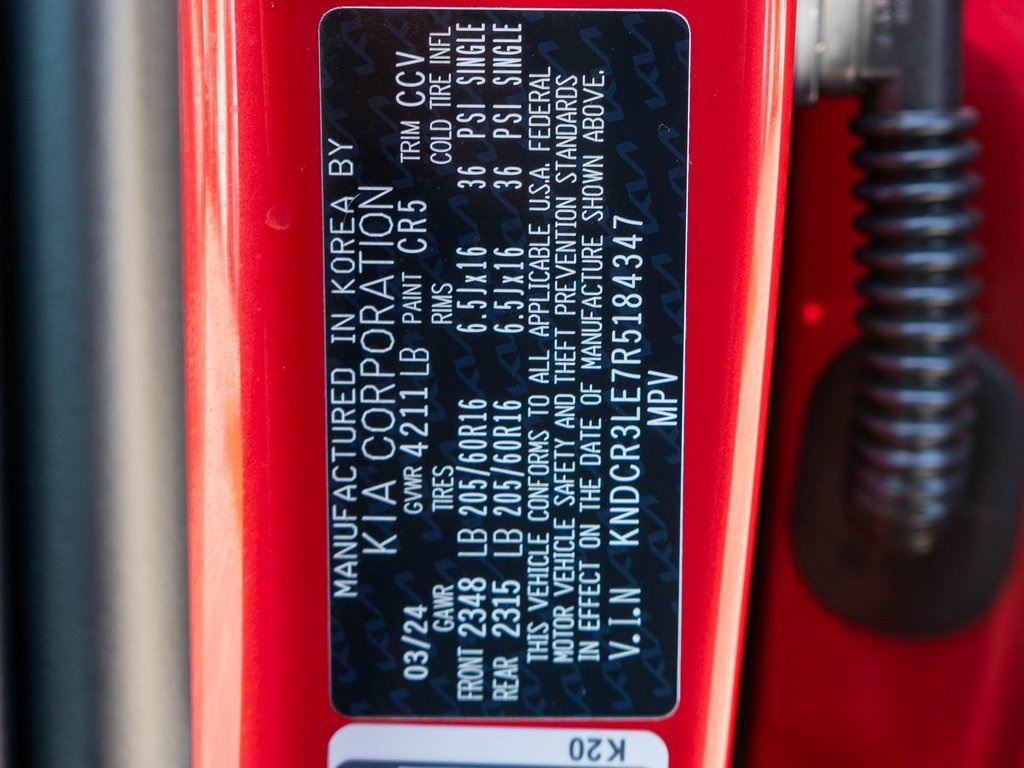 MANUFACTURED IN KOREA BY
KIA CORPORATION
03/24 GVWR 4211LB PAINT CR5 TRIM CCV
GAWR TIRES RIMS COLD TIRE INFL
FRONT 2348 LB 205/60R16 6.5Jx16 36 PSI SINGLE
REAR 2315 LB 205/60R16 6.5Jx16 36 PSI SINGLE
THIS VEHICLE CONFORMS TO ALL APPLICABLE U.S.A. FEDERAL
MOTOR VEHICLE SAFETY AND THEFT PREVENTION STANDARDS
IN EFFECT ON THE DATE OF MANUFACTURE SHOWN ABOVE.
V.I.N KNDCR3LE7R5184347
MPV
K20